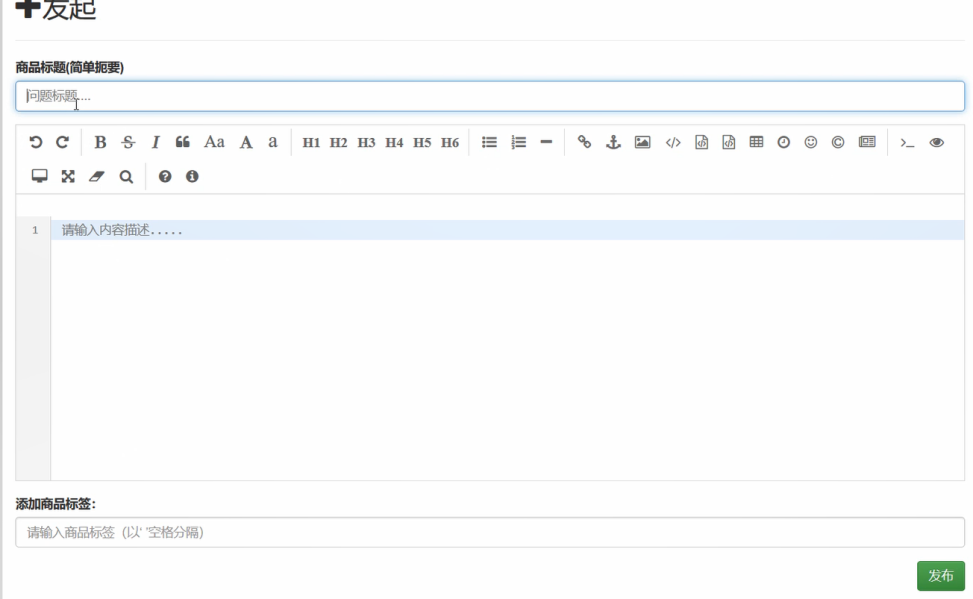 发起
商品标题(简单扼要)
问题标题....
B S I Aa A a H1 H2 H3 H4 H5 H6
1 请输入内容描述.....
添加商品标签：
请输入商品标签（以' '空格分隔）
发布